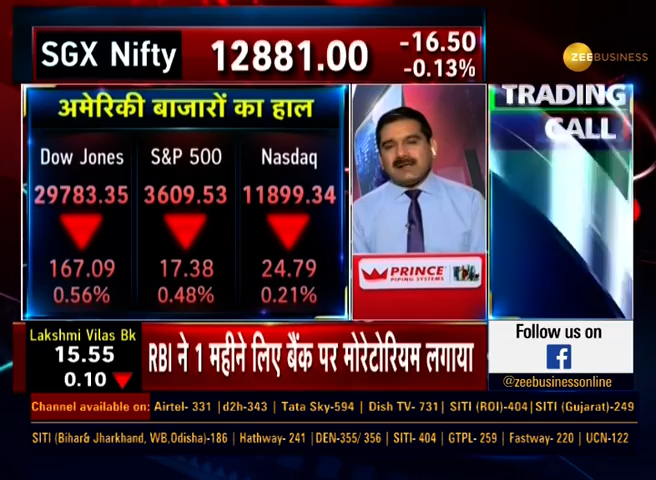 SGX Nifty 12881.00 -16.50
-0.13%
ZEE BUSINESS
अमेरिकी बाजारों का हाल
Dow Jones S&P 500 Nasdaq
29783.35 3609.53 11899.34
167.09 17.38 24.79
0.56% 0.48% 0.21%
PRINCE
PIPING SYSTEMS
TRADING
CALL
Lakshmi Vilas Bk
15.55
0.10
RBI ने 1 महीने लिए बैंक पर मोरेटोरियम लगाया
Follow us on
@zeebusinessonline
Channel available on: Airtel- 331 | d2h-343 | Tata Sky-594 | Dish TV- 731 | SITI (ROI)-404 | SITI (Gujarat)-249
SITI (Bihar& Jharkhand, WB,Odisha)-186 | Hathway- 241 | DEN-355/ 356 | SITI- 404 | GTPL- 259 | Fastway- 220 | UCN-122